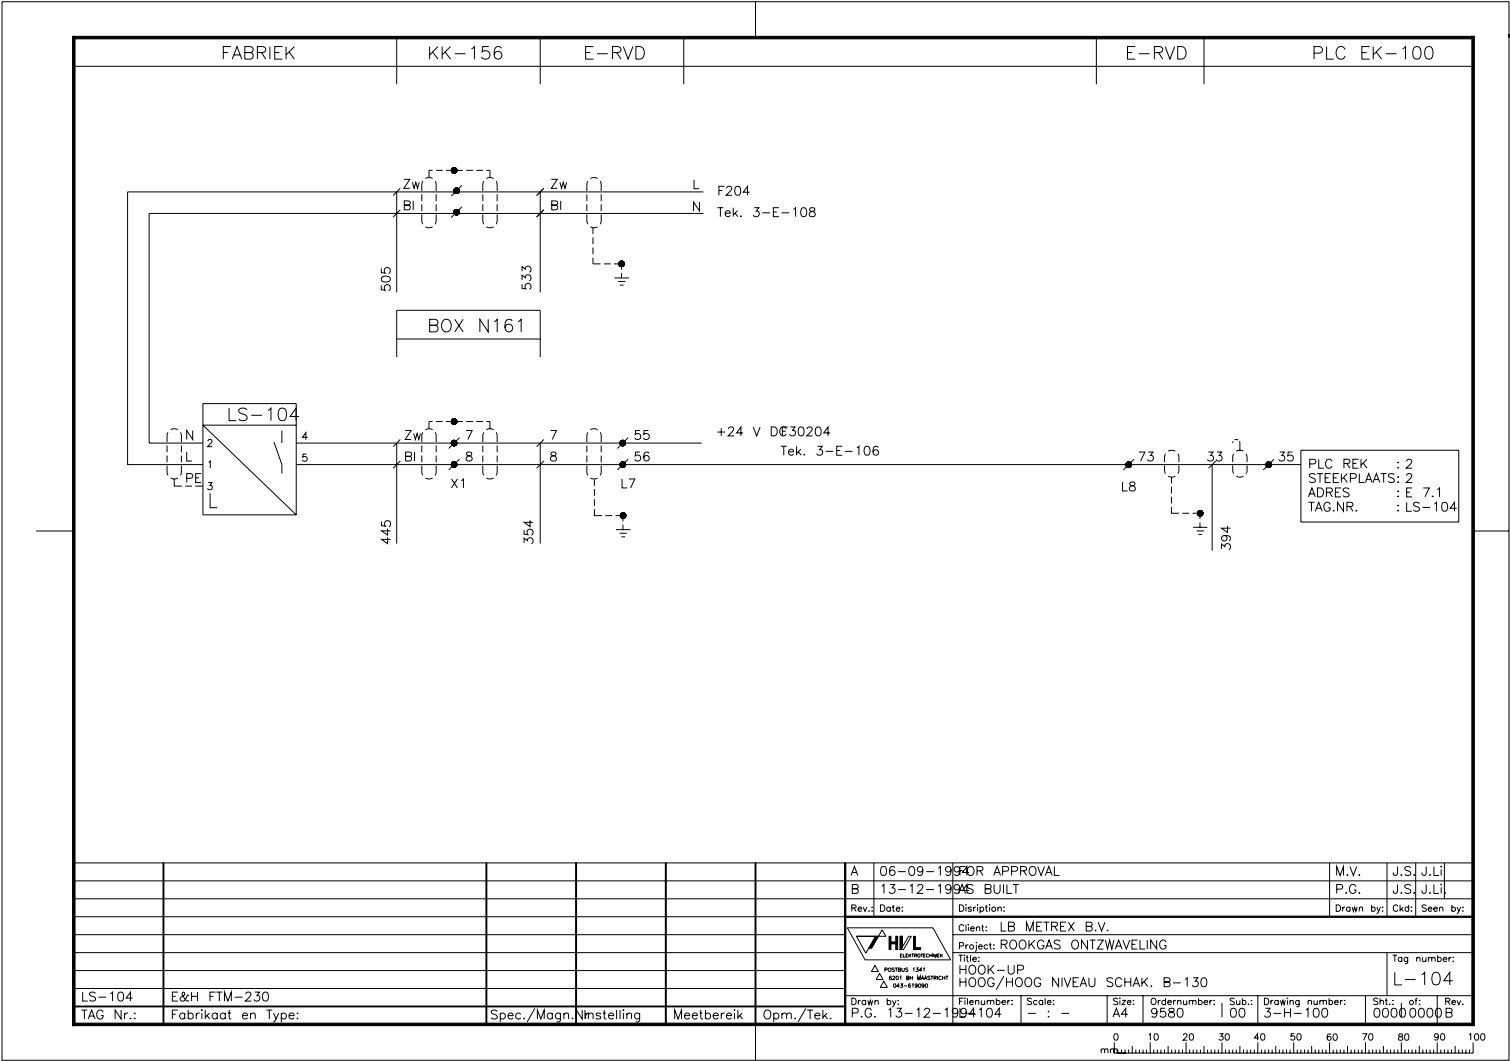 FABRIEK KK-156 E-RVD E-RVD PLC EK-100
Zw Zw L F204
Bl Bl N Tek. 3-E-108
505 533
BOX N161
LS-104
N 2 4 Zw 7 7 55 +24 V DC F30204
Tek. 3-E-106
L 1 5 Bl 8 8 56 73 33 35
PE 3 X1 L7 L8
L
445 354 394
PLC REK : 2
STEEKPLAATS: 2
ADRES : E 7.1
TAG.NR. : LS-104
A 06-09-1994 FOR APPROVAL M.V. J.S. J.Li
B 13-12-1994 AS BUILT P.G. J.S. J.Li.
Rev.: Date: Disription: Drawn by: Ckd: Seen by:
HVL
ELEKTROTECHNIEK
POSTBUS 1341
6201 BH MAASTRICHT
043-619090
Client: LB METREX B.V.
Project: ROOKGAS ONTZWAVELING
Title:
HOOK-UP
HOOG/HOOG NIVEAU SCHAK. B-130
Tag number:
L-104
LS-104 E&H FTM-230
TAG Nr.: Fabrikaat en Type: Spec./Magn.Nr. Instelling Meetbereik Opm./Tek.
Drawn by: Filenumber: Scale: Size: Ordernumber: Sub.: Drawing number: Sht.: of: Rev.
P.G. 13-12-1994 L-104 - : - A4 9580 00 3-H-100 0000 0000 B
mm 0 10 20 30 40 50 60 70 80 90 100